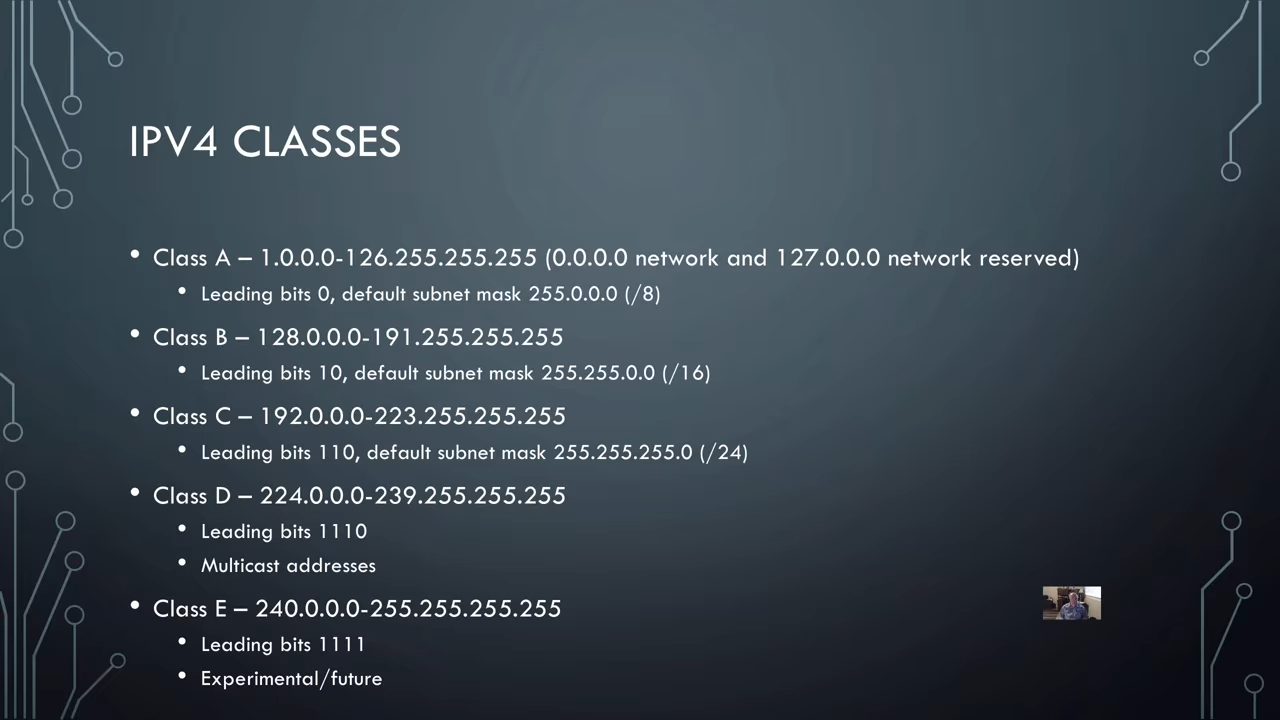 IPV4 CLASSES
• Class A – 1.0.0.0-126.255.255.255 (0.0.0.0 network and 127.0.0.0 network reserved)
• Leading bits 0, default subnet mask 255.0.0.0 (/8)
• Class B – 128.0.0.0-191.255.255.255
• Leading bits 10, default subnet mask 255.255.0.0 (/16)
• Class C – 192.0.0.0-223.255.255.255
• Leading bits 110, default subnet mask 255.255.255.0 (/24)
• Class D – 224.0.0.0-239.255.255.255
• Leading bits 1110
• Multicast addresses
• Class E – 240.0.0.0-255.255.255.255
• Leading bits 1111
• Experimental/future